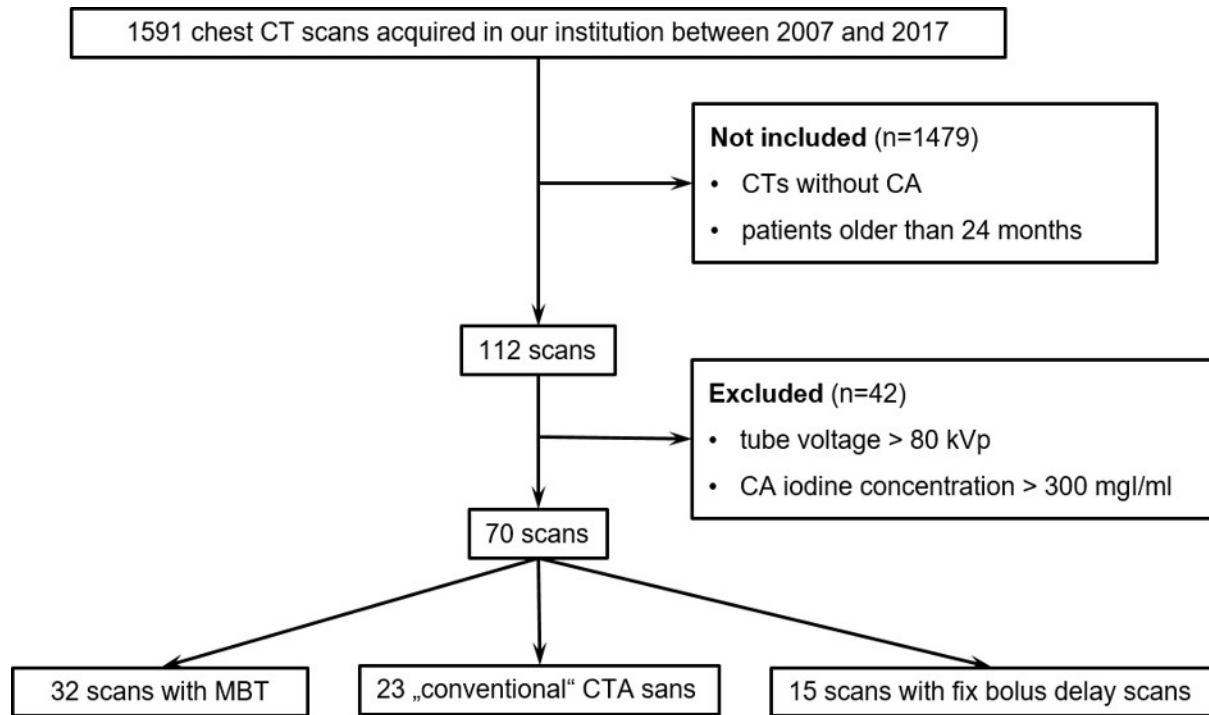 1591 chest CT scans acquired in our institution between 2007 and 2017
Not included (n=1479)
• CTs without CA
• patients older than 24 months
112 scans
Excluded (n=42)
• tube voltage > 80 kVp
• CA iodine concentration > 300 mgI/ml
70 scans
32 scans with MBT
23 „conventional“ CTA sans
15 scans with fix bolus delay scans